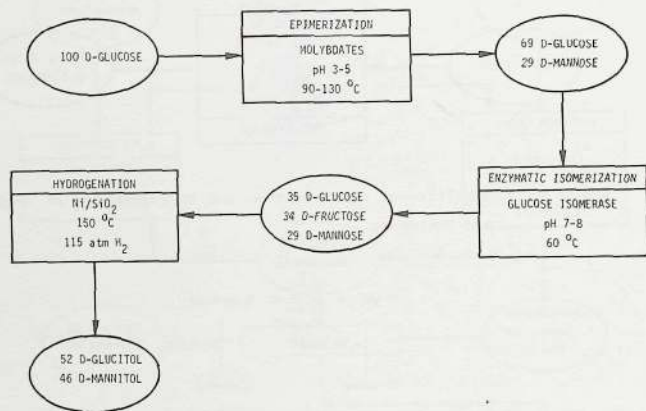 100 D-GLUCOSE
EPIMERIZATION
MOLYBOATES
pH 3-5
90-130 °C
69 D-GLUCOSE
29 D-MANNOSE
ENZYMATIC ISOMERIZATION
GLUCOSE ISOMERASE
pH 7-8
60 °C
35 D-GLUCOSE
34 D-FRUCTOSE
29 D-MANNOSE
HYDROGENATION
Ni/SiO2
150 °C
115 atm H2
52 D-GLUCITOL
46 D-MANNITOL